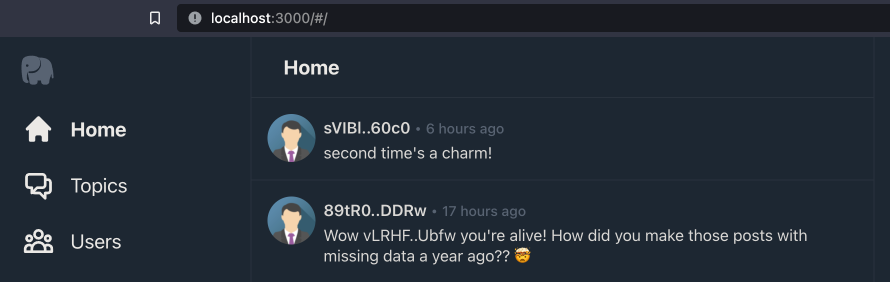 localhost:3000/#/
Home
Home
sVIBl..60c0 • 6 hours ago
second time's a charm!
Topics
89tR0..DDRw • 17 hours ago
Users
Wow vLRHF..Ubfw you're alive! How did you make those posts with
missing data a year ago?? 🤯